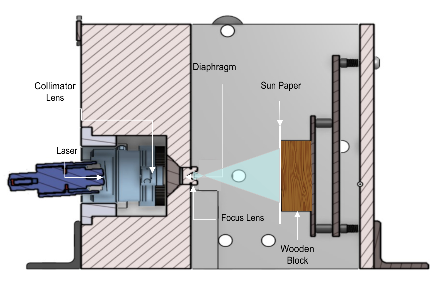 Diaphragm
Collimator
Lens
Sun Paper
Laser
Focus Lens
Wooden
Block